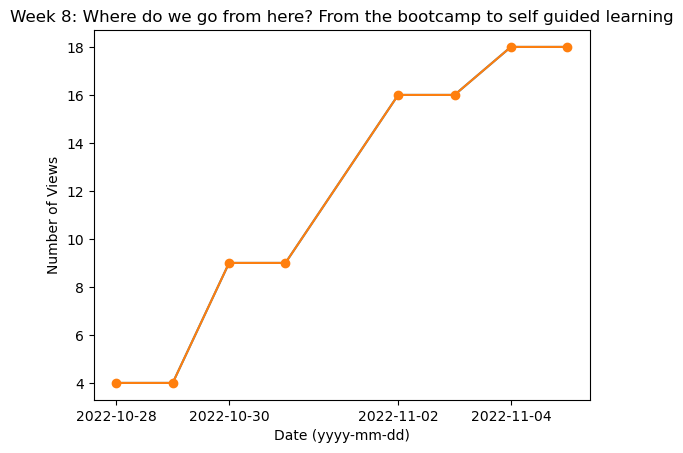 Week 8: Where do we go from here? From the bootcamp to self guided learning
18
16
14
12
10
8
6
4
Number of Views
2022-10-28 2022-10-30 2022-11-02 2022-11-04
Date (yyyy-mm-dd)